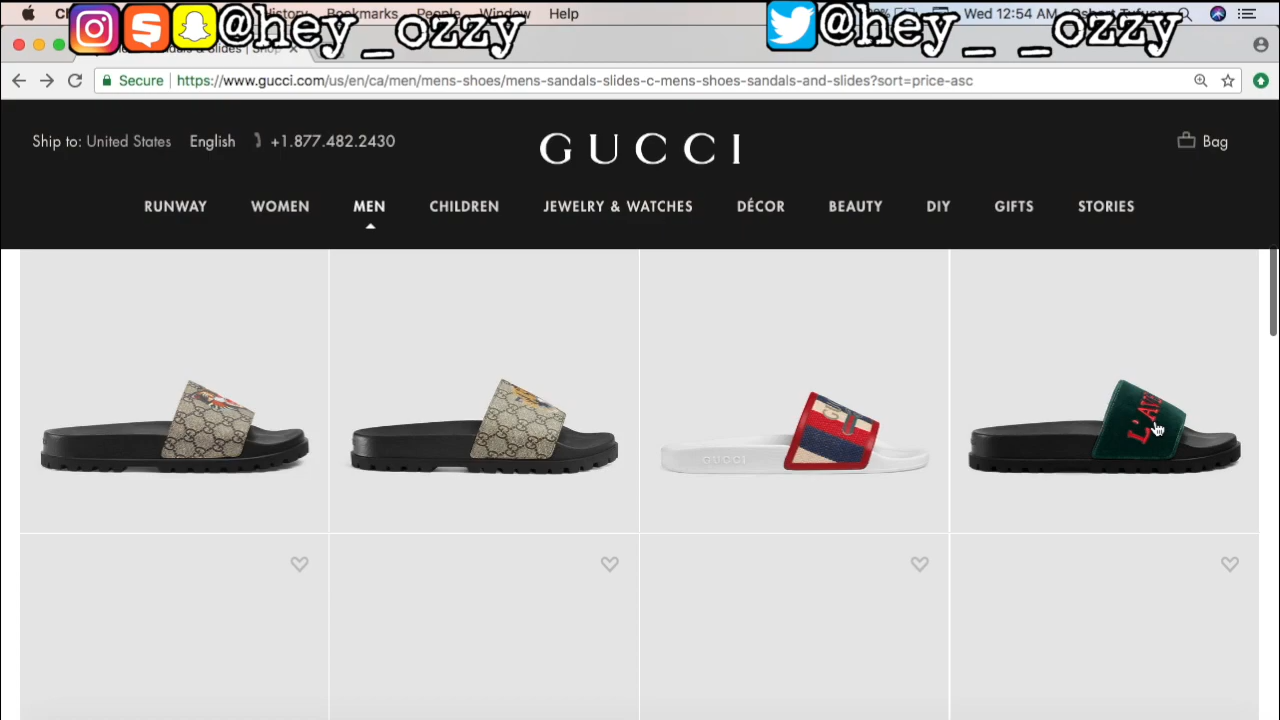 @hey_ozzy
@hey_ _ozzy
History Bookmarks People Window Help
Wed 12:54 AM
Secure https://www.gucci.com/us/en/ca/men/mens-shoes/mens-sandals-slides-c-mens-shoes-sandals-and-slides?sort=price-asc
Ship to: United States English +1.877.482.2430
GUCCI
Bag
RUNWAY WOMEN MEN CHILDREN JEWELRY & WATCHES DÉCOR BEAUTY DIY GIFTS STORIES
GUCCI